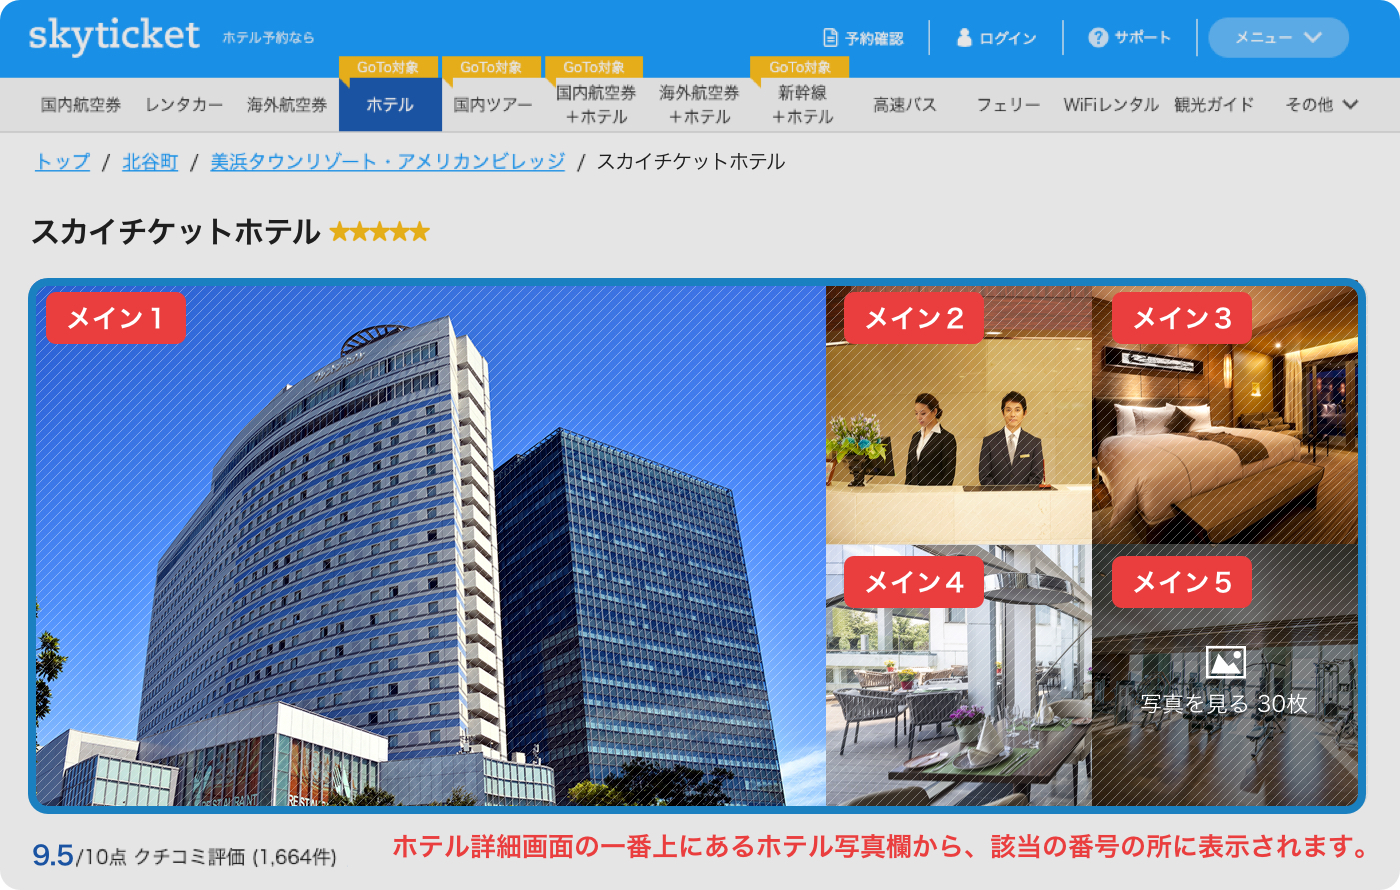 skyticket ホテル予約なら 予約確認 ログイン サポート メニュー
GoTo対象 GoTo対象 GoTo対象 GoTo対象
国内航空券 レンタカー 海外航空券 ホテル 国内ツアー 国内航空券+ホテル 海外航空券+ホテル 新幹線+ホテル 高速バス フェリー WiFiレンタル 観光ガイド その他
トップ / 北谷町 / 美浜タウンリゾート・アメリカンビレッジ / スカイチケットホテル
スカイチケットホテル ★★★★★
メイン1
メイン2
メイン3
メイン4
メイン5
写真を見る 30枚
RESTAURANT
9.5/10点 クチコミ評価 (1,664件)
ホテル詳細画面の一番上にあるホテル写真欄から、該当の番号の所に表示されます。